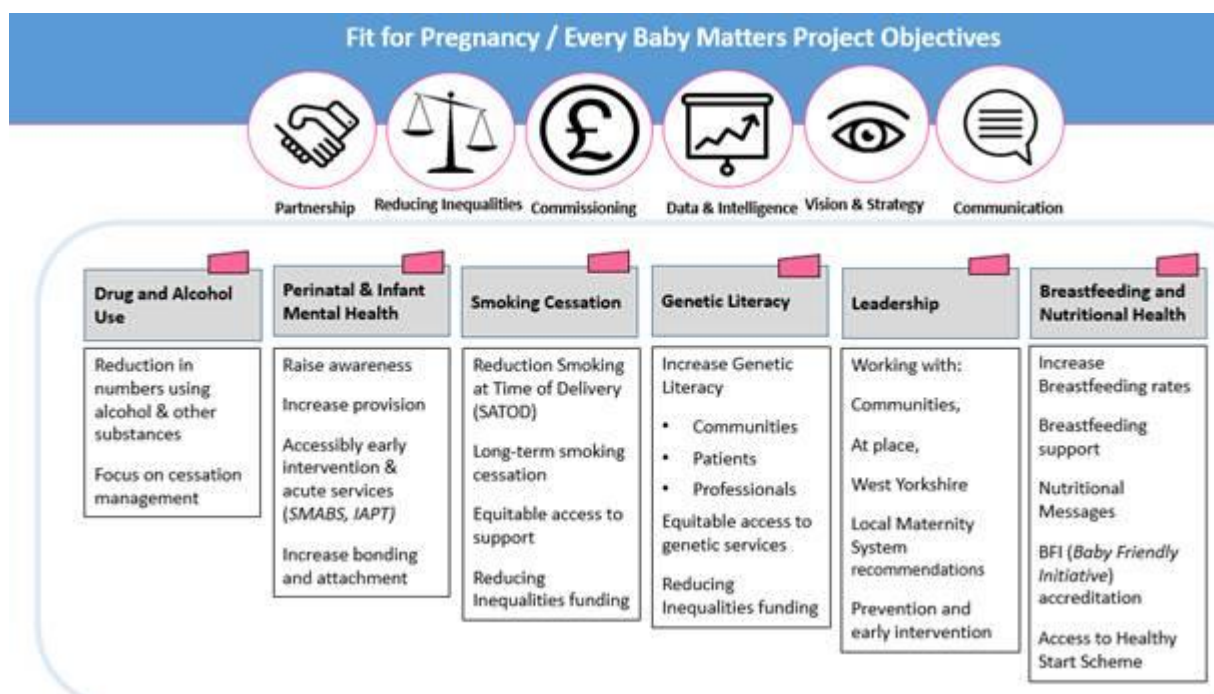 Fit for Pregnancy / Every Baby Matters Project Objectives
£
Partnership
Reducing Inequalities
Commissioning
Data & Intelligence
Vision & Strategy
Communication
Drug and Alcohol
Use
Reduction in
numbers using
alcohol & other
substances
Focus on cessation
management
Perinatal & Infant
Mental Health
Raise awareness
Increase provision
Accessibly early
intervention &
acute services
(SMABS, IAPT)
Increase bonding
and attachment
Smoking Cessation
Reduction Smoking
at Time of Delivery
(SATOD)
Long-term smoking
cessation
Equitable access to
support
Reducing
Inequalities funding
Genetic Literacy
Increase Genetic
Literacy
• Communities
• Patients
• Professionals
Equitable access to
genetic services
Reducing
Inequalities funding
Leadership
Working with:
Communities,
At place,
West Yorkshire
Local Maternity
System
recommendations
Prevention and
early intervention
Breastfeeding and
Nutritional Health
Increase
Breastfeeding rates
Breastfeeding
support
Nutritional
Messages
BFI (Baby Friendly
Initiative)
accreditation
Access to Healthy
Start Scheme